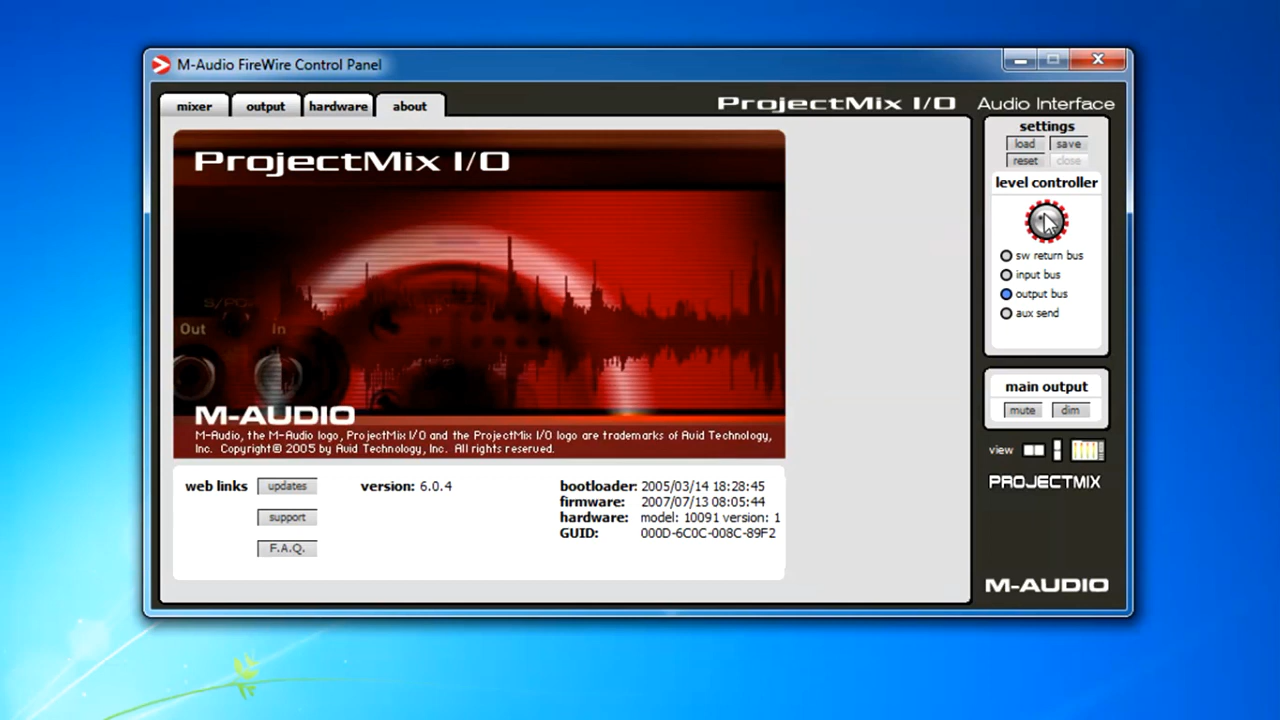 M-Audio FireWire Control Panel
mixer output hardware about
ProjectMix I/O Audio Interface
ProjectMix I/O
S/PD
Out In
M-AUDIO
M-Audio, the M-Audio logo, ProjectMix I/O and the ProjectMix I/O logo are trademarks of Avid Technology,
Inc. Copyright© 2005 by Avid Technology, Inc. All rights reserved.
web links updates
support
F.A.Q.
version: 6.0.4
bootloader: 2005/03/14 18:28:45
firmware: 2007/07/13 08:05:44
hardware: model: 10091 version: 1
GUID: 000D-6C0C-008C-89F2
settings
load save
reset close
level controller
sw return bus
input bus
output bus
aux send
main output
mute dim
view
PROJECTMIX
M-AUDIO